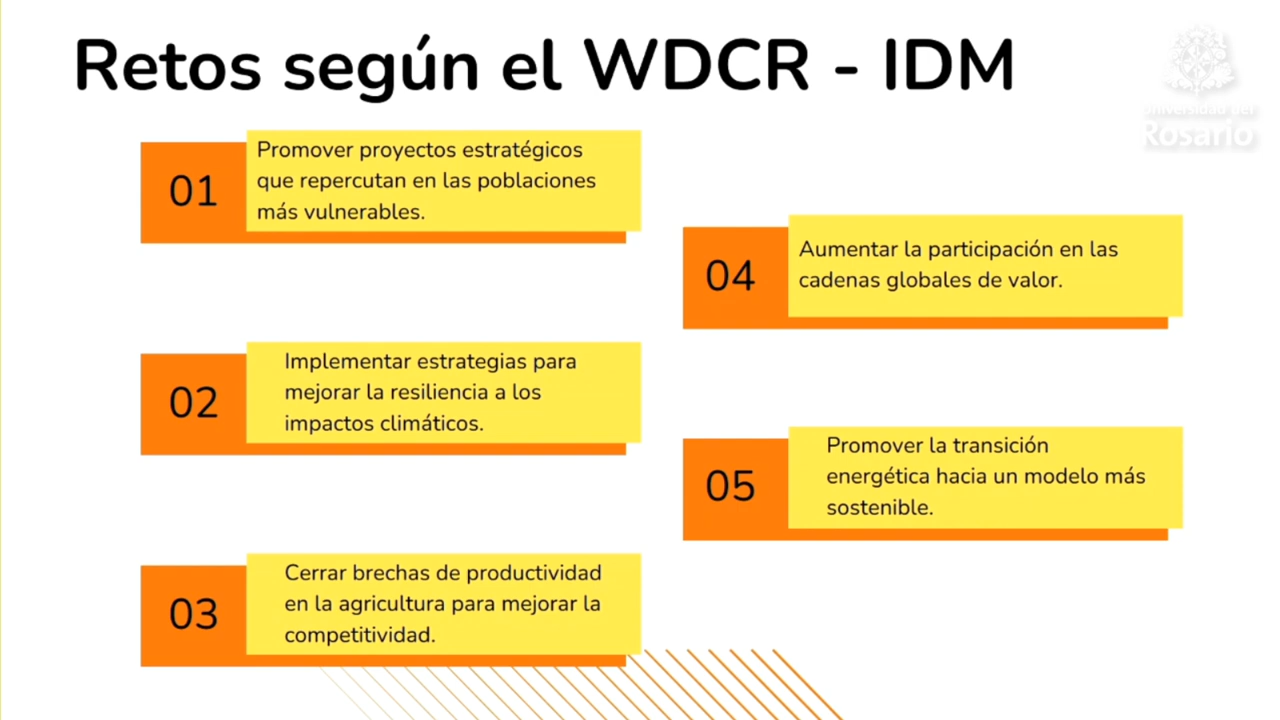 Retos según el WDCR - IDM
Universidad del
Rosario
01
Promover proyectos estratégicos
que repercutan en las poblaciones
más vulnerables.
02
Implementar estrategias para
mejorar la resiliencia a los
impactos climáticos.
03
Cerrar brechas de productividad
en la agricultura para mejorar la
competitividad.
04
Aumentar la participación en las
cadenas globales de valor.
05
Promover la transición
energética hacia un modelo más
sostenible.